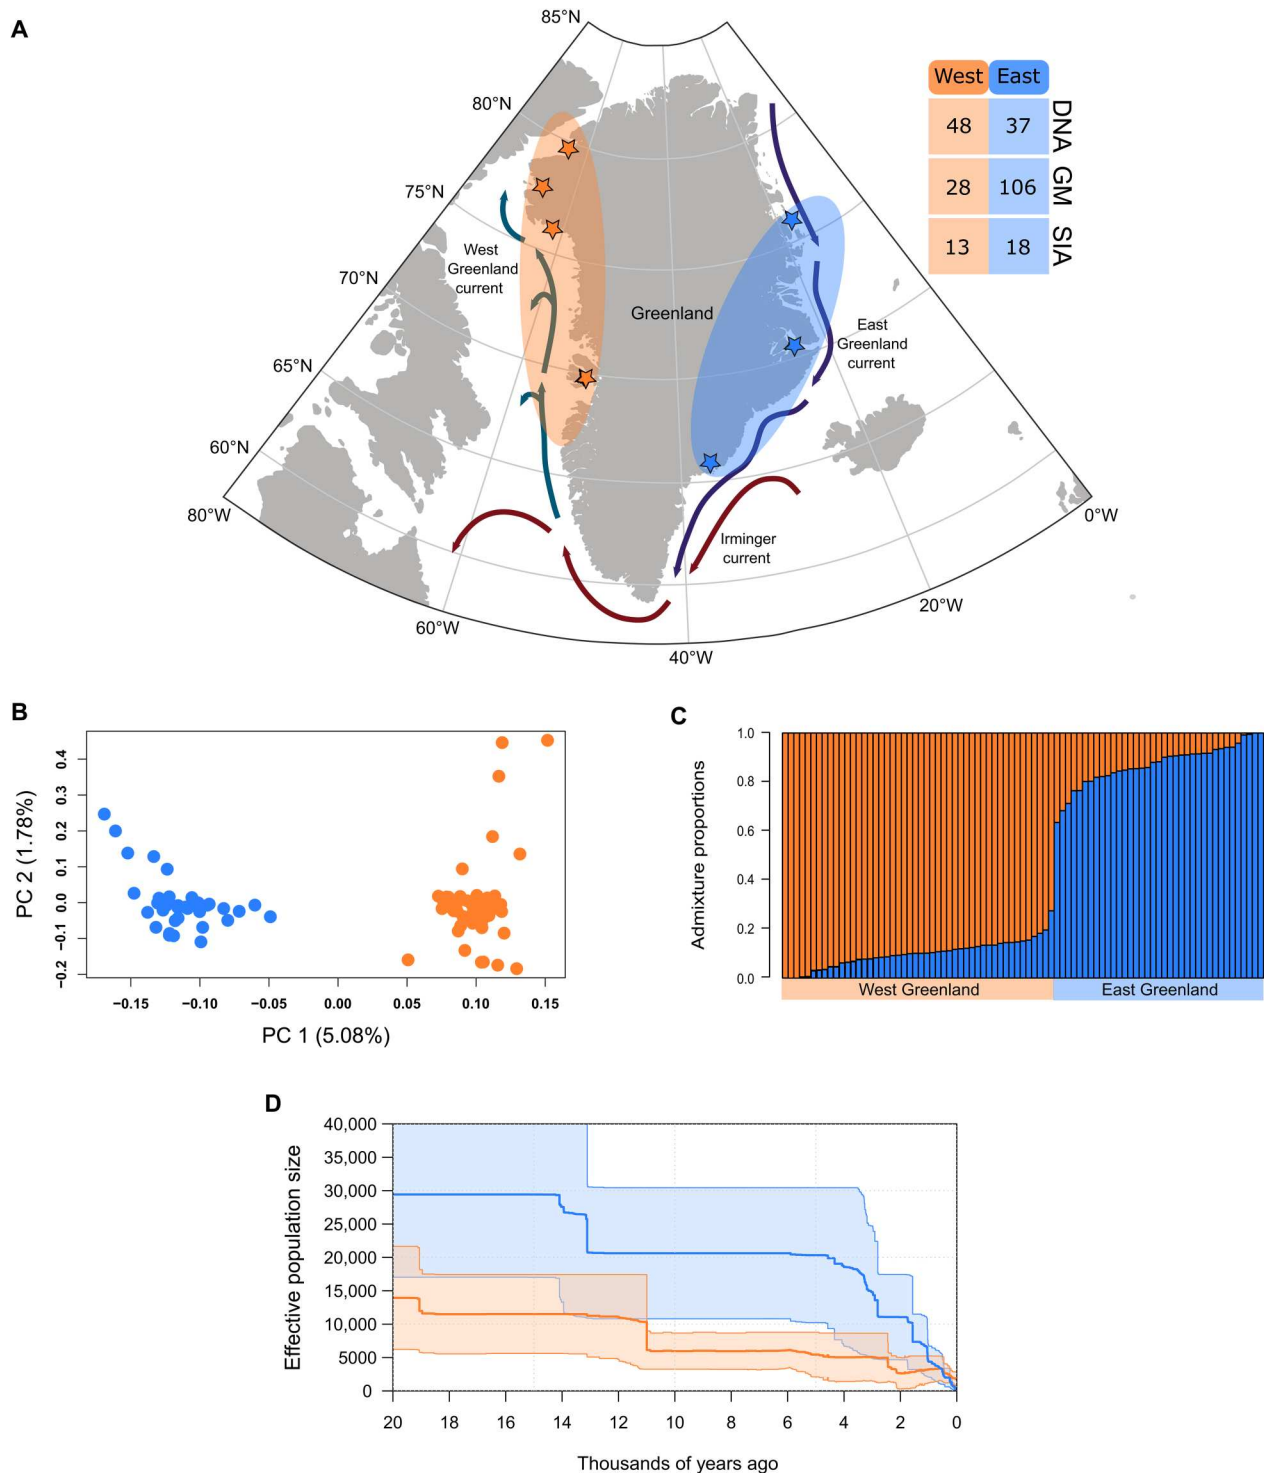 A
85°N
80°N
75°N
70°N
65°N
60°N
80°W
60°W
40°W
20°W
0°W
West
Greenland
current
Greenland
East
Greenland
current
Irminger
current
West East
48 37 DNA
28 106 GM
13 18 SIA
B
PC 2 (1.78%)
0.4
0.3
0.2
0.1
0.0
−0.1
−0.2
−0.15 −0.10 −0.05 0.00 0.05 0.10 0.15
PC 1 (5.08%)
C
Admixture proportions
1.0
0.8
0.6
0.4
0.2
0.0
West Greenland East Greenland
D
Effective population size
40,000
35,000
30,000
25,000
20,000
15,000
10,000
5000
0
20 18 16 14 12 10 8 6 4 2 0
Thousands of years ago